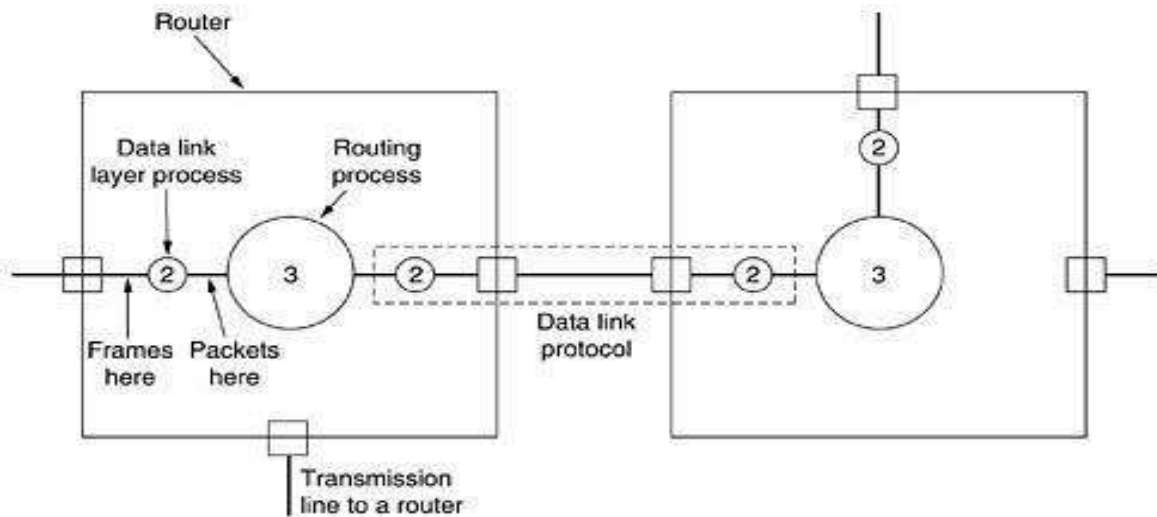 Router
Data link
layer process
Routing
process
2
2
3
2
2
3
Frames
here
Packets
here
Data link
protocol
Transmission
line to a router